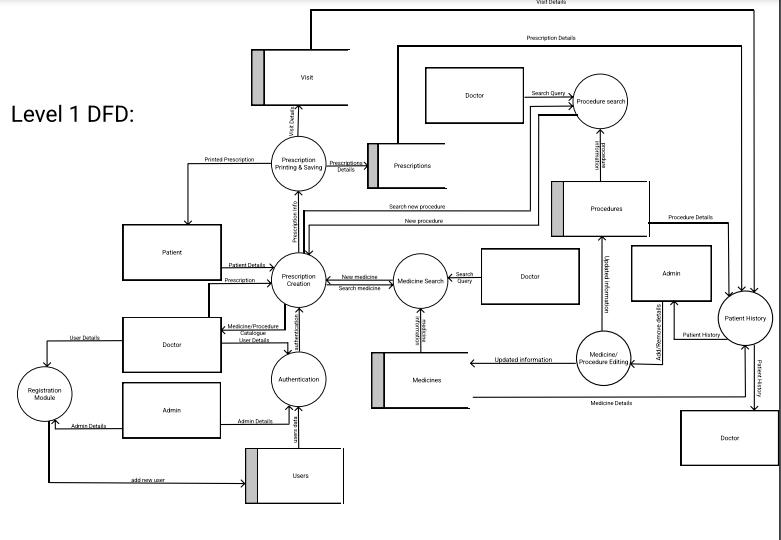 Visit Details
Prescription Details
Visit
Doctor
Search Query
Procedure search
Level 1 DFD:
Visit Details
Printed Prescription
Prescription
Printing & Saving
Prescriptions
Details
Prescriptions
procedure
information
Search new procedure
New procedure
Prescription Info
Procedures
Procedure Details
Patient
Patient Details
Prescription
Prescription
Creation
New medicine
Search medicine
Medicine Search
Search
Query
Doctor
Updated information
Admin
Add/Remove details
Patient History
Patient History
User Details
Doctor
Medicine/Procedure
Catalogue
User Details
authentication
medicine
information
Updated information
Medicine/
Procedure Editing
Registration
Module
Admin
Admin Details
Admin Details
Authentication
Medicines
Medicine Details
Patient History
Doctor
users data
Users
add new user